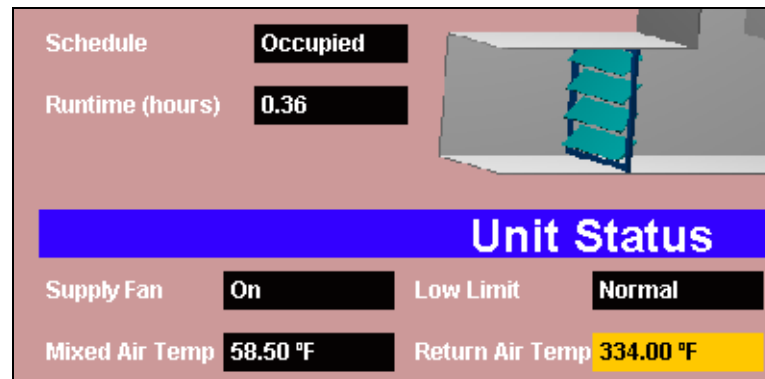 Schedule Occupied
Runtime (hours) 0.36
Unit Status
Supply Fan On Low Limit Normal
Mixed Air Temp 58.50 °F Return Air Temp 334.00 °F